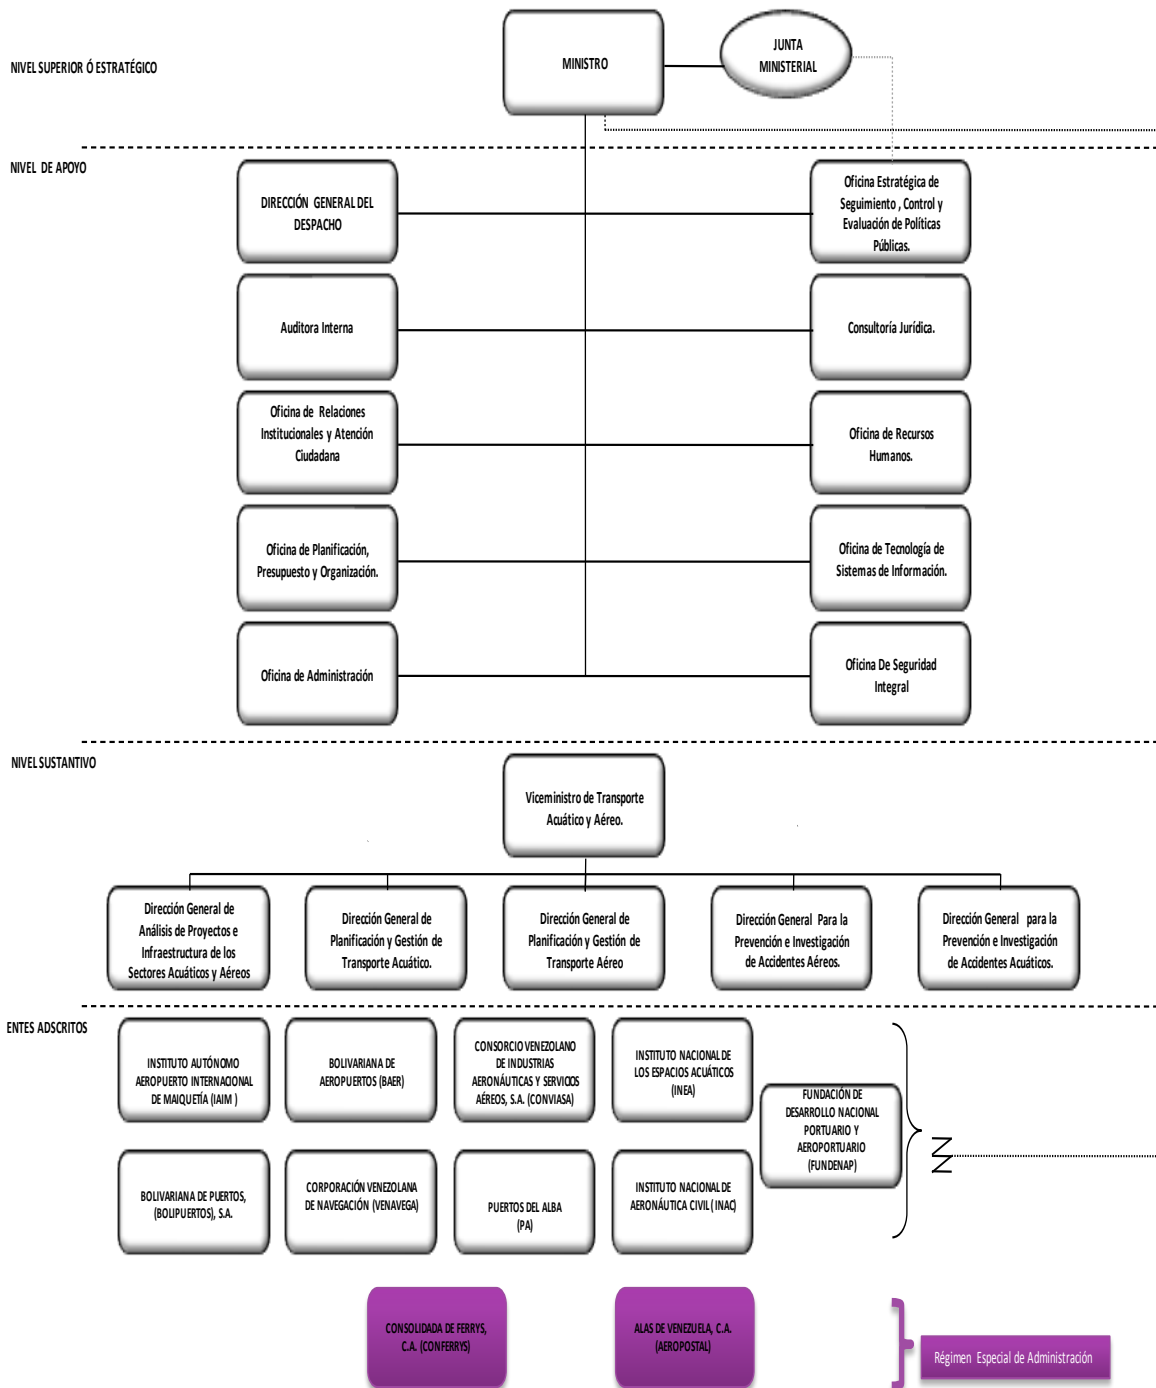 NIVEL SUPERIOR Ó ESTRATÉGICO
MINISTRO
JUNTA
MINISTERIAL
NIVEL DE APOYO
DIRECCIÓN GENERAL DEL
DESPACHO
Oficina Estratégica de
Seguimiento , Control y
Evaluación de Políticas
Públicas.
Auditora Interna
Consultoría Jurídica.
Oficina de Relaciones
Institucionales y Atención
Ciudadana
Oficina de Recursos
Humanos.
Oficina de Planificación,
Presupuesto y Organización.
Oficina de Tecnología de
Sistemas de Información.
Oficina de Administración
Oficina De Seguridad
Integral
NIVEL SUSTANTIVO
Viceministro de Transporte
Acuático y Aéreo.
Dirección General de
Análisis de Proyectos e
Infraestructura de los
Sectores Acuáticos y Aéreos
Dirección General de
Planificación y Gestión de
Transporte Acuático.
Dirección General de
Planificación y Gestión de
Transporte Aéreo
Dirección General Para la
Prevención e Investigación
de Accidentes Aéreos.
Dirección General para la
Prevención e Investigación
de Accidentes Acuáticos.
ENTES ADSCRITOS
INSTITUTO AUTÓNOMO
AEROPUERTO INTERNACIONAL
DE MAIQUETÍA (IAIM )
BOLIVARIANA DE
AEROPUERTOS (BAER)
CONSORCIO VENEZOLANO
DE INDUSTRIAS
AERONÁUTICAS Y SERVICIOS
AÉREOS, S.A. (CONVIASA)
INSTITUTO NACIONAL DE
LOS ESPACIOS ACUÁTICOS
(INEA)
FUNDACIÓN DE
DESARROLLO NACIONAL
PORTUARIO Y
AEROPORTUARIO
(FUNDENAP)
BOLIVARIANA DE PUERTOS,
(BOLIPUERTOS), S.A.
CORPORACIÓN VENEZOLANA
DE NAVEGACIÓN (VENAVEGA)
PUERTOS DEL ALBA
(PA)
INSTITUTO NACIONAL DE
AERONÁUTICA CIVIL ( INAC)
CONSOLIDADA DE FERRYS,
C.A. (CONFERRYS)
ALAS DE VENEZUELA, C.A.
(AEROPOSTAL)
Régimen Especial de Administración